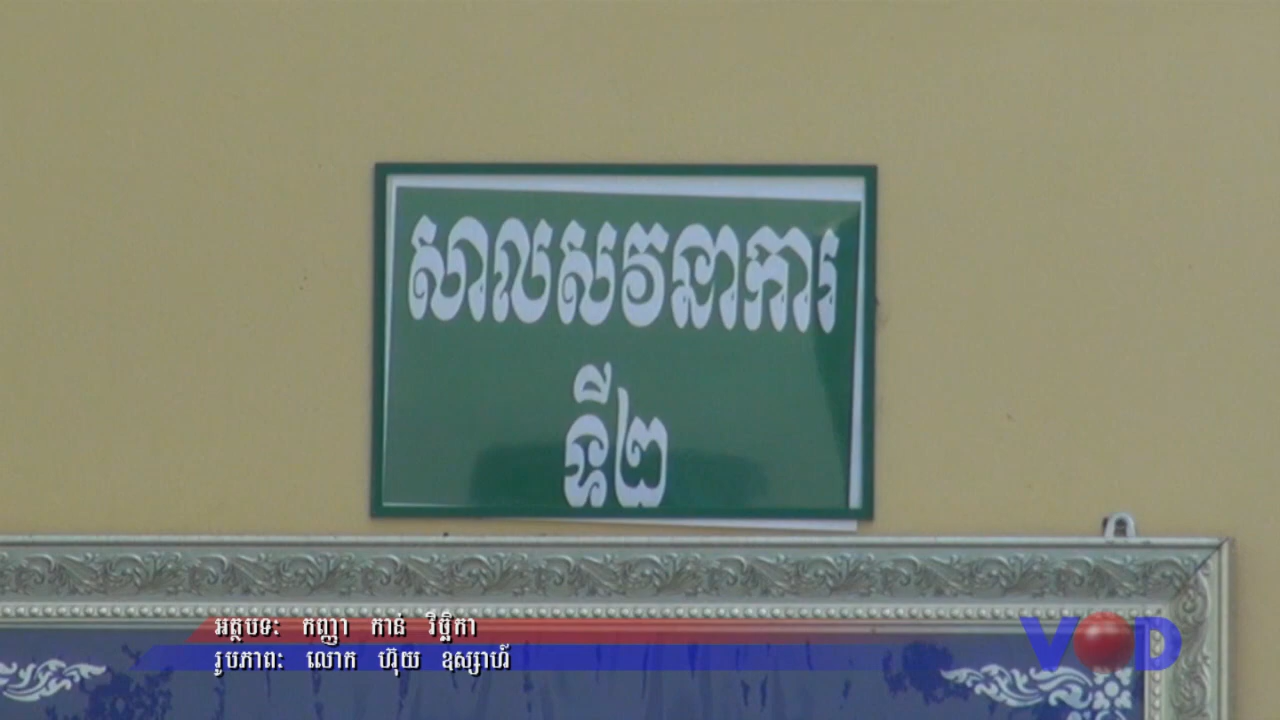 សាលសវនាការ
ទី២
អត្ថបទៈ កញ្ញា កាន់ វិច្ឆិកា
រូបភាពៈ លោក ហ៊ុយ ឧស្សាហ៍
VOD